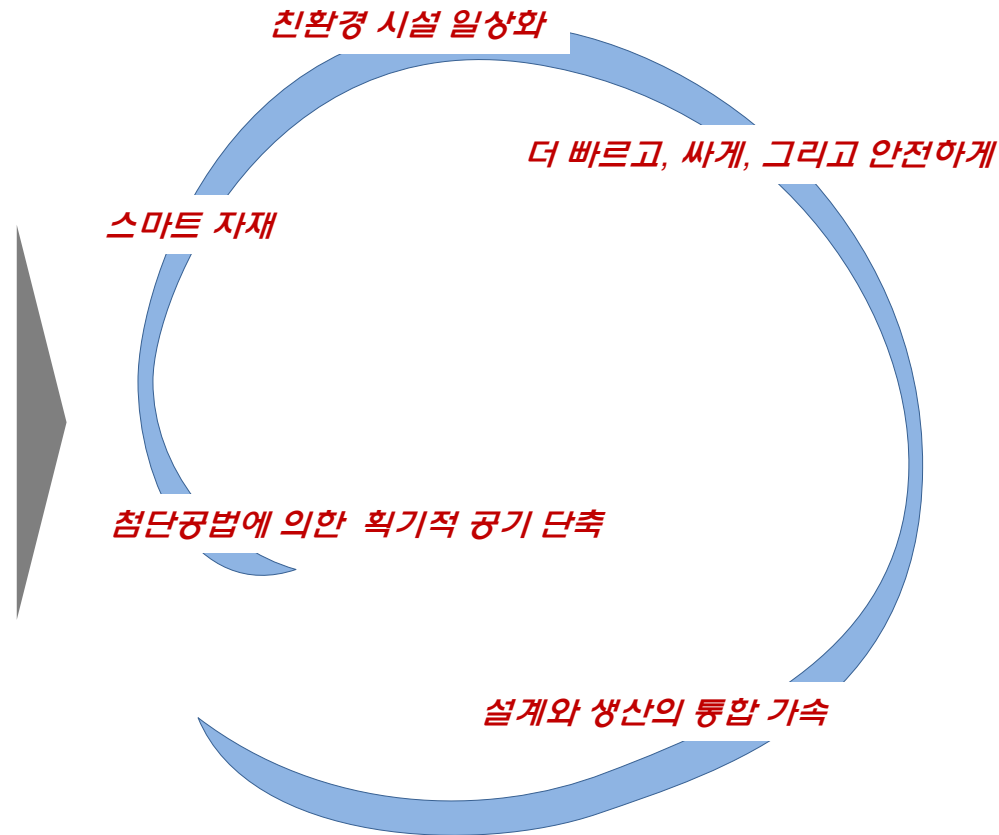 친환경 시설 일상화
더 빠르고, 싸게, 그리고 안전하게
스마트 자재
첨단공법에 의한 획기적 공기 단축
설계와 생산의 통합 가속